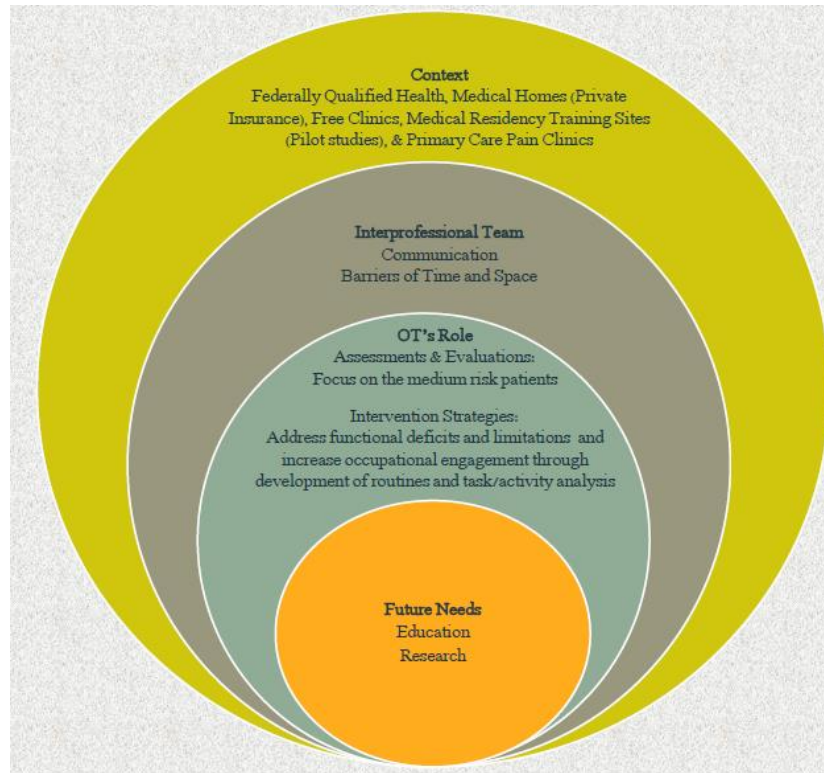 Context
Federally Qualified Health, Medical Homes (Private
Insurance), Free Clinics, Medical Residency Training Sites
(Pilot studies), & Primary Care Pain Clinics
Interprofessional Team
Communication
Barriers of Time and Space
OT's Role
Assessments & Evaluations:
Focus on the medium risk patients
Intervention Strategies:
Address functional deficits and limitations and
increase occupational engagement through
development of routines and task/activity analysis
Future Needs
Education
Research